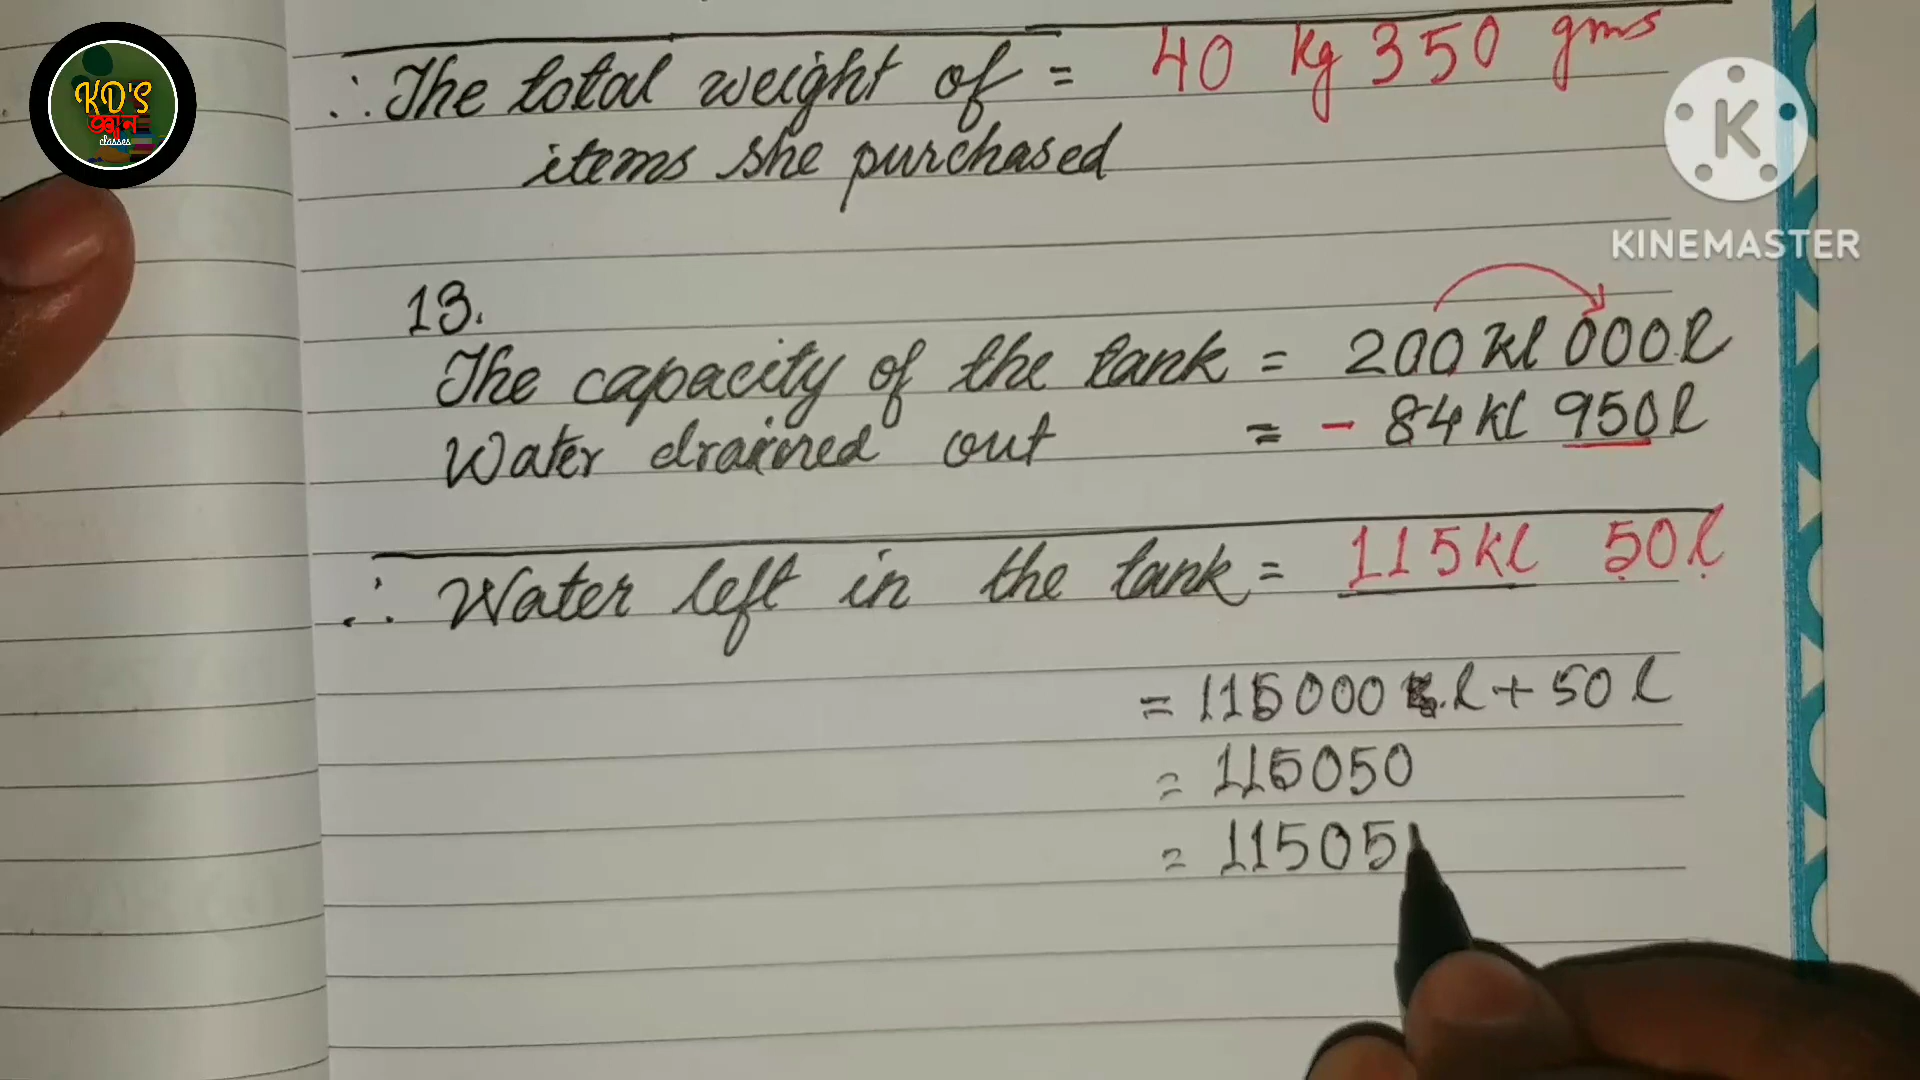 ∴ The total weight of = 40 kg 350 gms
items she purchased
KD'S
জ্ঞান
classes
K
KINEMASTER
13.
The capacity of the tank = 200 kl 000 l
Water drained out = - 84 kl 950 l
∴ Water left in the tank = 115 kl 50 l
= 115000 l + 50 l
= 115050
= 11505